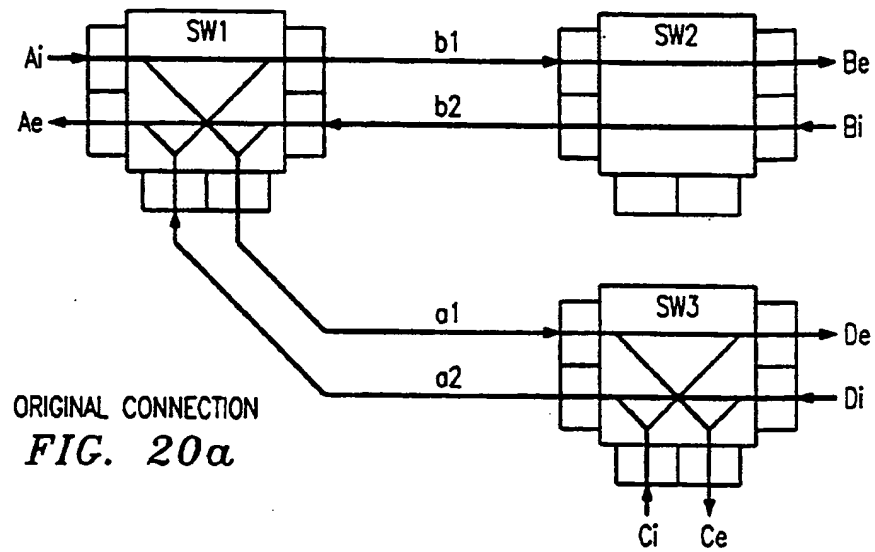 SW1
SW2
Ai
b1
Be
Ae
b2
Bi
SW3
a1
De
a2
Di
ORIGINAL CONNECTION
FIG. 20a
Ci
Ce